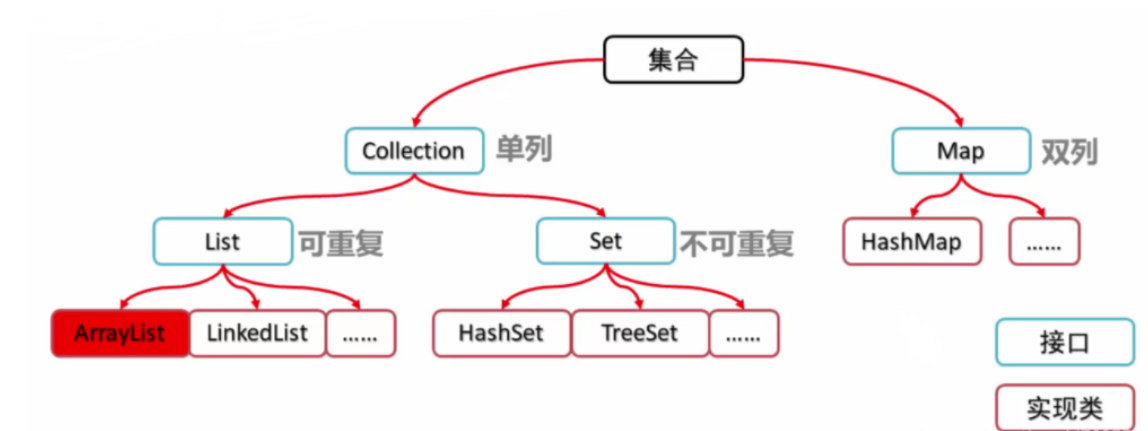 集合
Collection 单列
Map 双列
List 可重复
Set 不可重复
HashMap
......
ArrayList
LinkedList
......
HashSet
TreeSet
......
接口
实现类